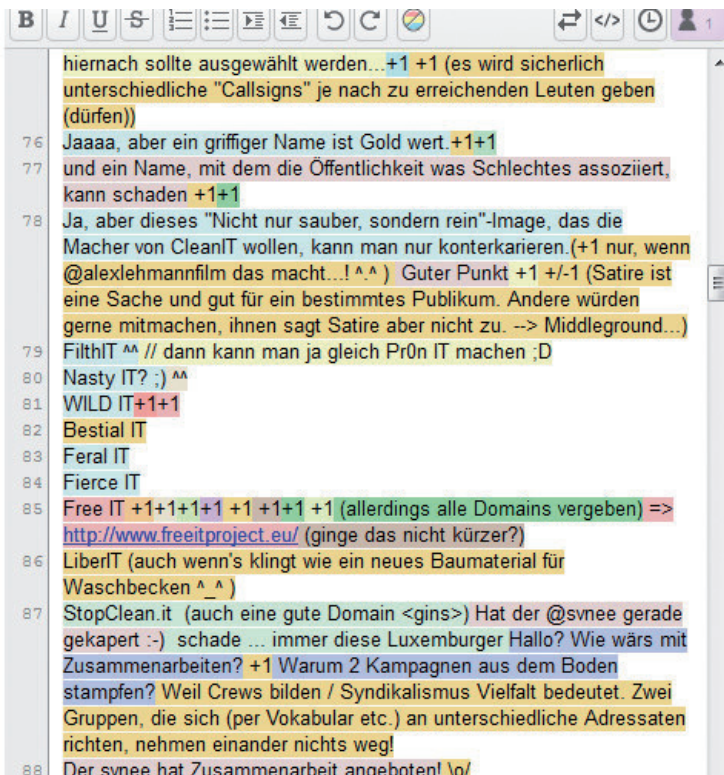 B I U S 1
hiernach sollte ausgewählt werden...+1 +1 (es wird sicherlich
unterschiedliche "Callsigns" je nach zu erreichenden Leuten geben
(dürfen))
76 Jaaaa, aber ein griffiger Name ist Gold wert.+1+1
77 und ein Name, mit dem die Öffentlichkeit was Schlechtes assoziiert,
kann schaden +1+1
78 Ja, aber dieses "Nicht nur sauber, sondern rein"-Image, das die
Macher von CleanIT wollen, kann man nur konterkarieren.(+1 nur, wenn
@alexlehmannfilm das macht...! ^.^ ) Guter Punkt +1 +/-1 (Satire ist
eine Sache und gut für ein bestimmtes Publikum. Andere würden
gerne mitmachen, ihnen sagt Satire aber nicht zu. --> Middleground...)
79 FilthIT ^^ // dann kann man ja gleich Pr0n IT machen ;D
80 Nasty IT? ;) ^^
81 WILD IT+1+1
82 Bestial IT
83 Feral IT
84 Fierce IT
85 Free IT +1+1+1+1 +1 +1+1 +1 (allerdings alle Domains vergeben) =>
http://www.freeitproject.eu/ (ginge das nicht kürzer?)
86 LiberIT (auch wenn's klingt wie ein neues Baumaterial für
Waschbecken ^_^ )
87 StopClean.it (auch eine gute Domain <gins>) Hat der @svnee gerade
gekapert :-) schade ... immer diese Luxemburger Hallo? Wie wärs mit
Zusammenarbeiten? +1 Warum 2 Kampagnen aus dem Boden
stampfen? Weil Crews bilden / Syndikalismus Vielfalt bedeutet. Zwei
Gruppen, die sich (per Vokabular etc.) an unterschiedliche Adressaten
richten, nehmen einander nichts weg!
88 Der svnee hat Zusammenarbeit angeboten! \o/